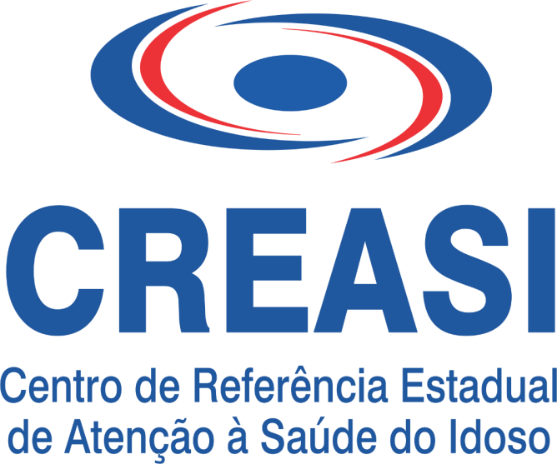 CREASI
Centro de Referência Estadual
de Atenção à Saúde do Idoso